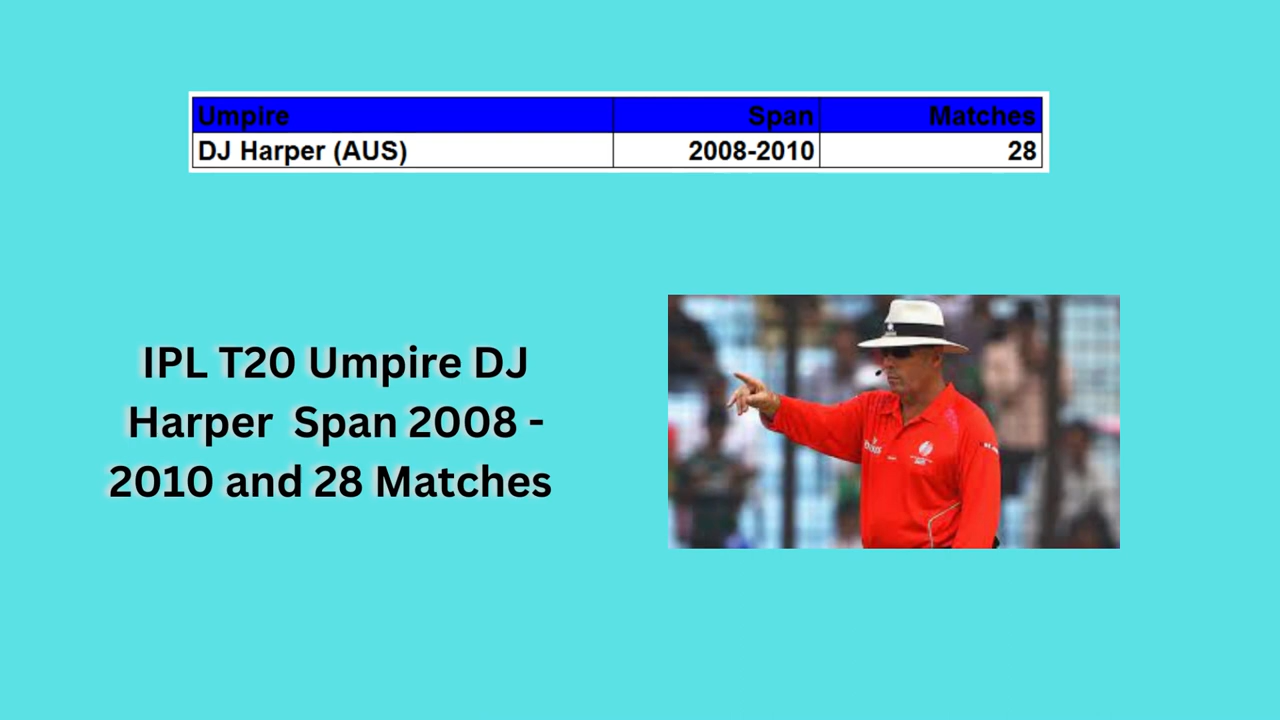 Umpire Span Matches
DJ Harper (AUS) 2008-2010 28
IPL T20 Umpire DJ
Harper Span 2008 -
2010 and 28 Matches